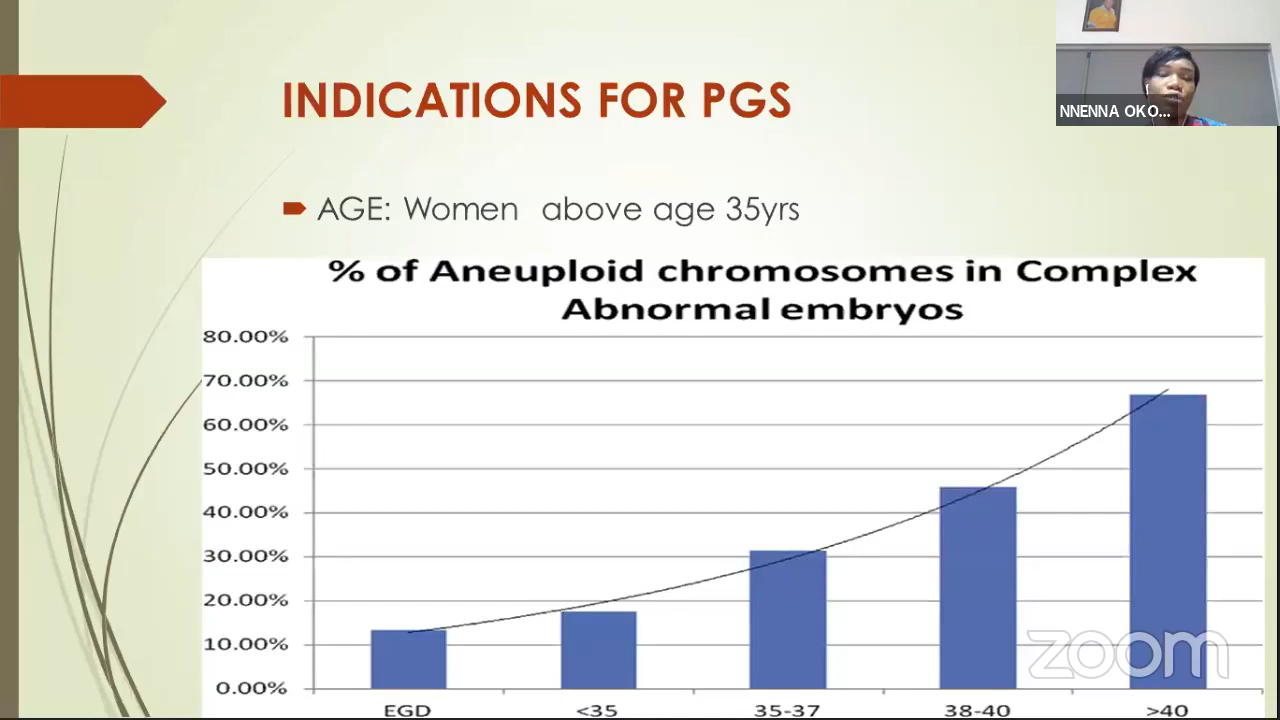 INDICATIONS FOR PGS
NNENNA OKO...
AGE: Women above age 35yrs
% of Aneuploid chromosomes in Complex
Abnormal embryos
80.00%
70.00%
60.00%
50.00%
40.00%
30.00%
20.00%
10.00%
0.00%
EGD <35 35-37 38-40 >40
zoom